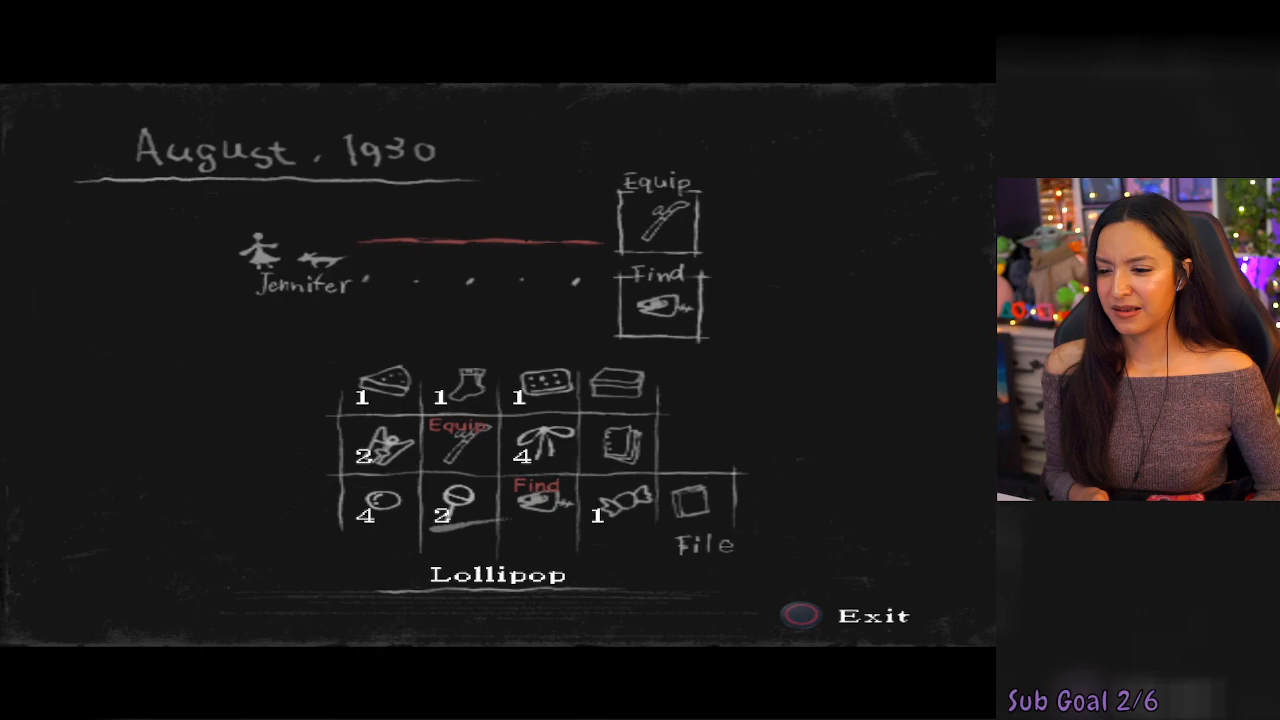 August, 1930
Equip
Find
Jennifer
1 1 1
Equip
2 4
Find
4 2 1
File
Lollipop
Exit
Sub Goal 2/6